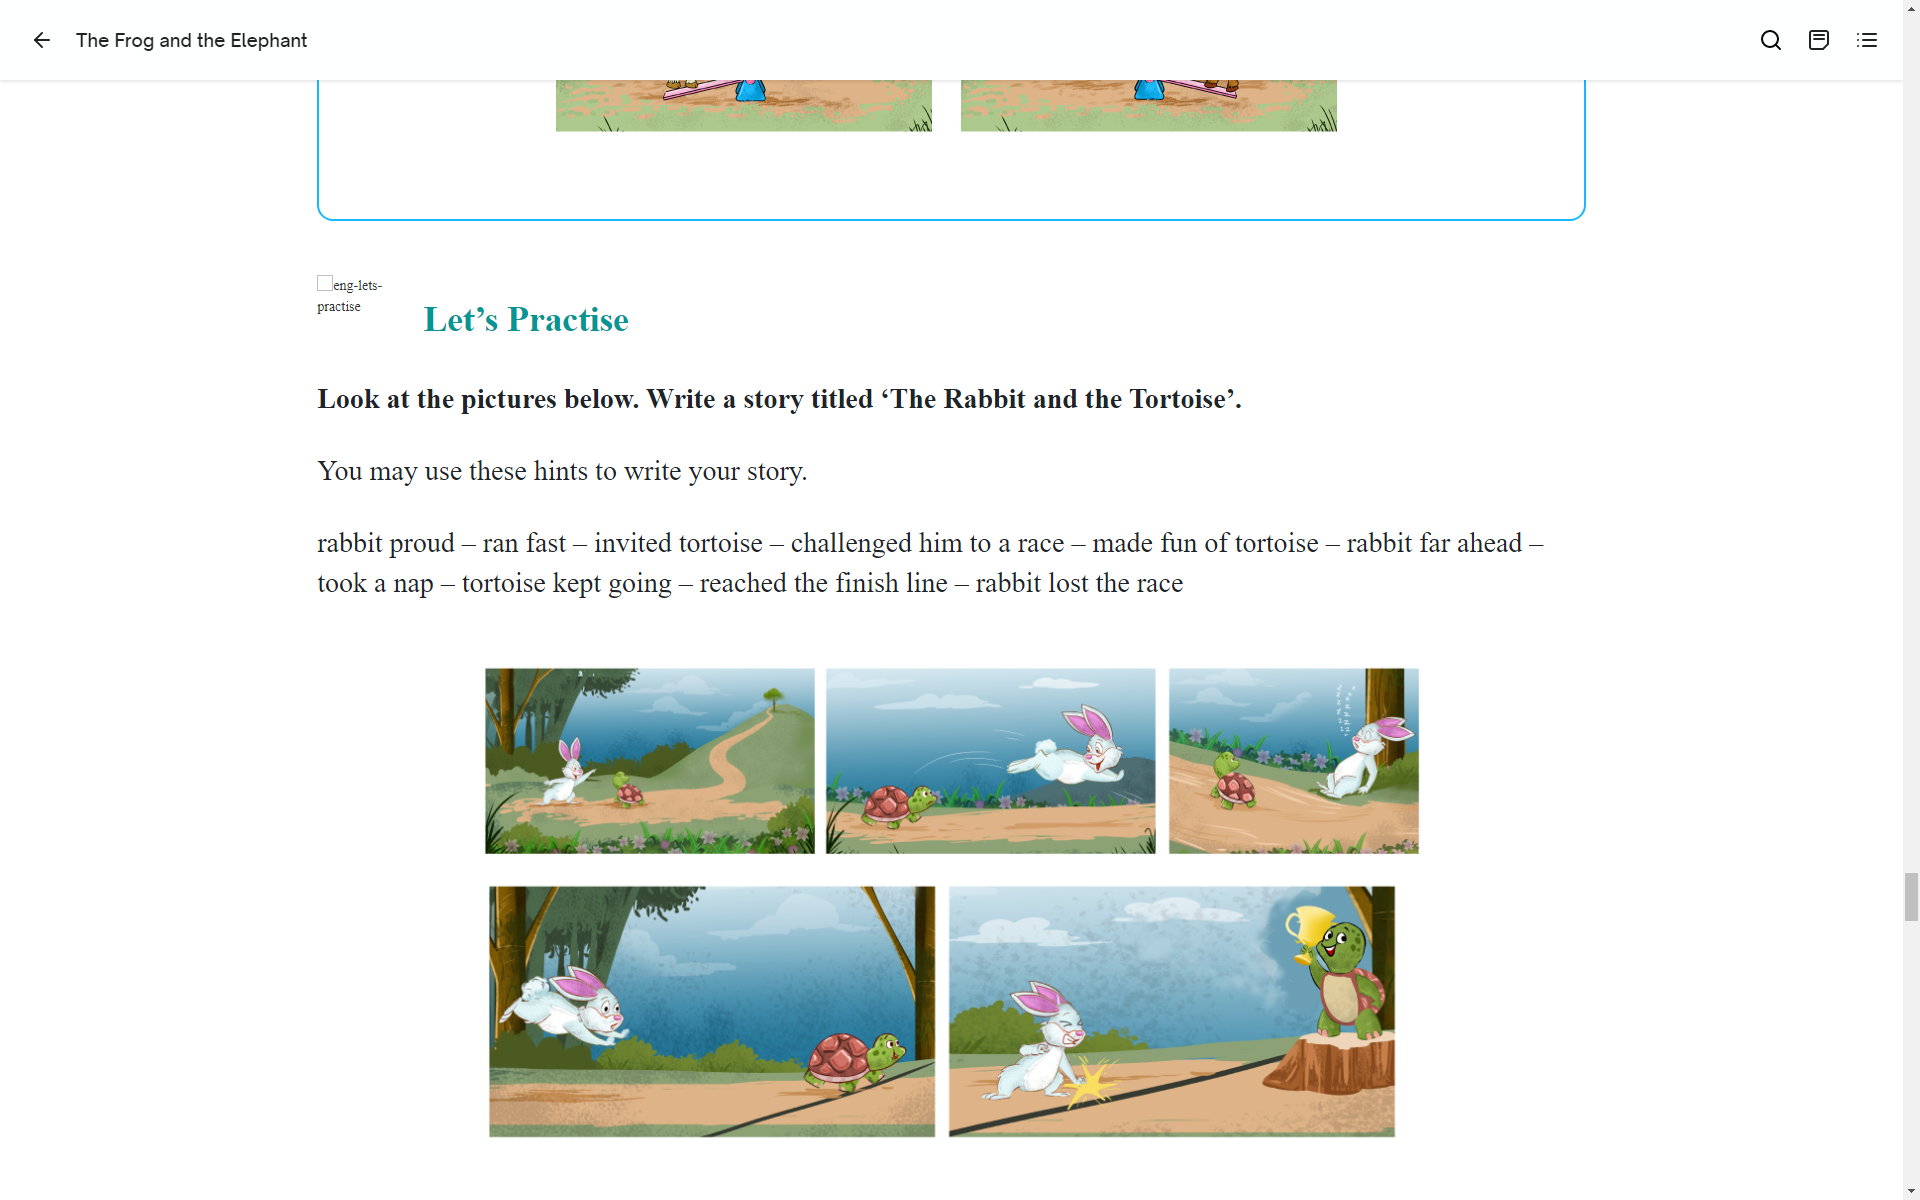 The Frog and the Elephant
eng-lets-
practise
Let’s Practise
Look at the pictures below. Write a story titled ‘The Rabbit and the Tortoise’.
You may use these hints to write your story.
rabbit proud – ran fast – invited tortoise – challenged him to a race – made fun of tortoise – rabbit far ahead –
took a nap – tortoise kept going – reached the finish line – rabbit lost the race